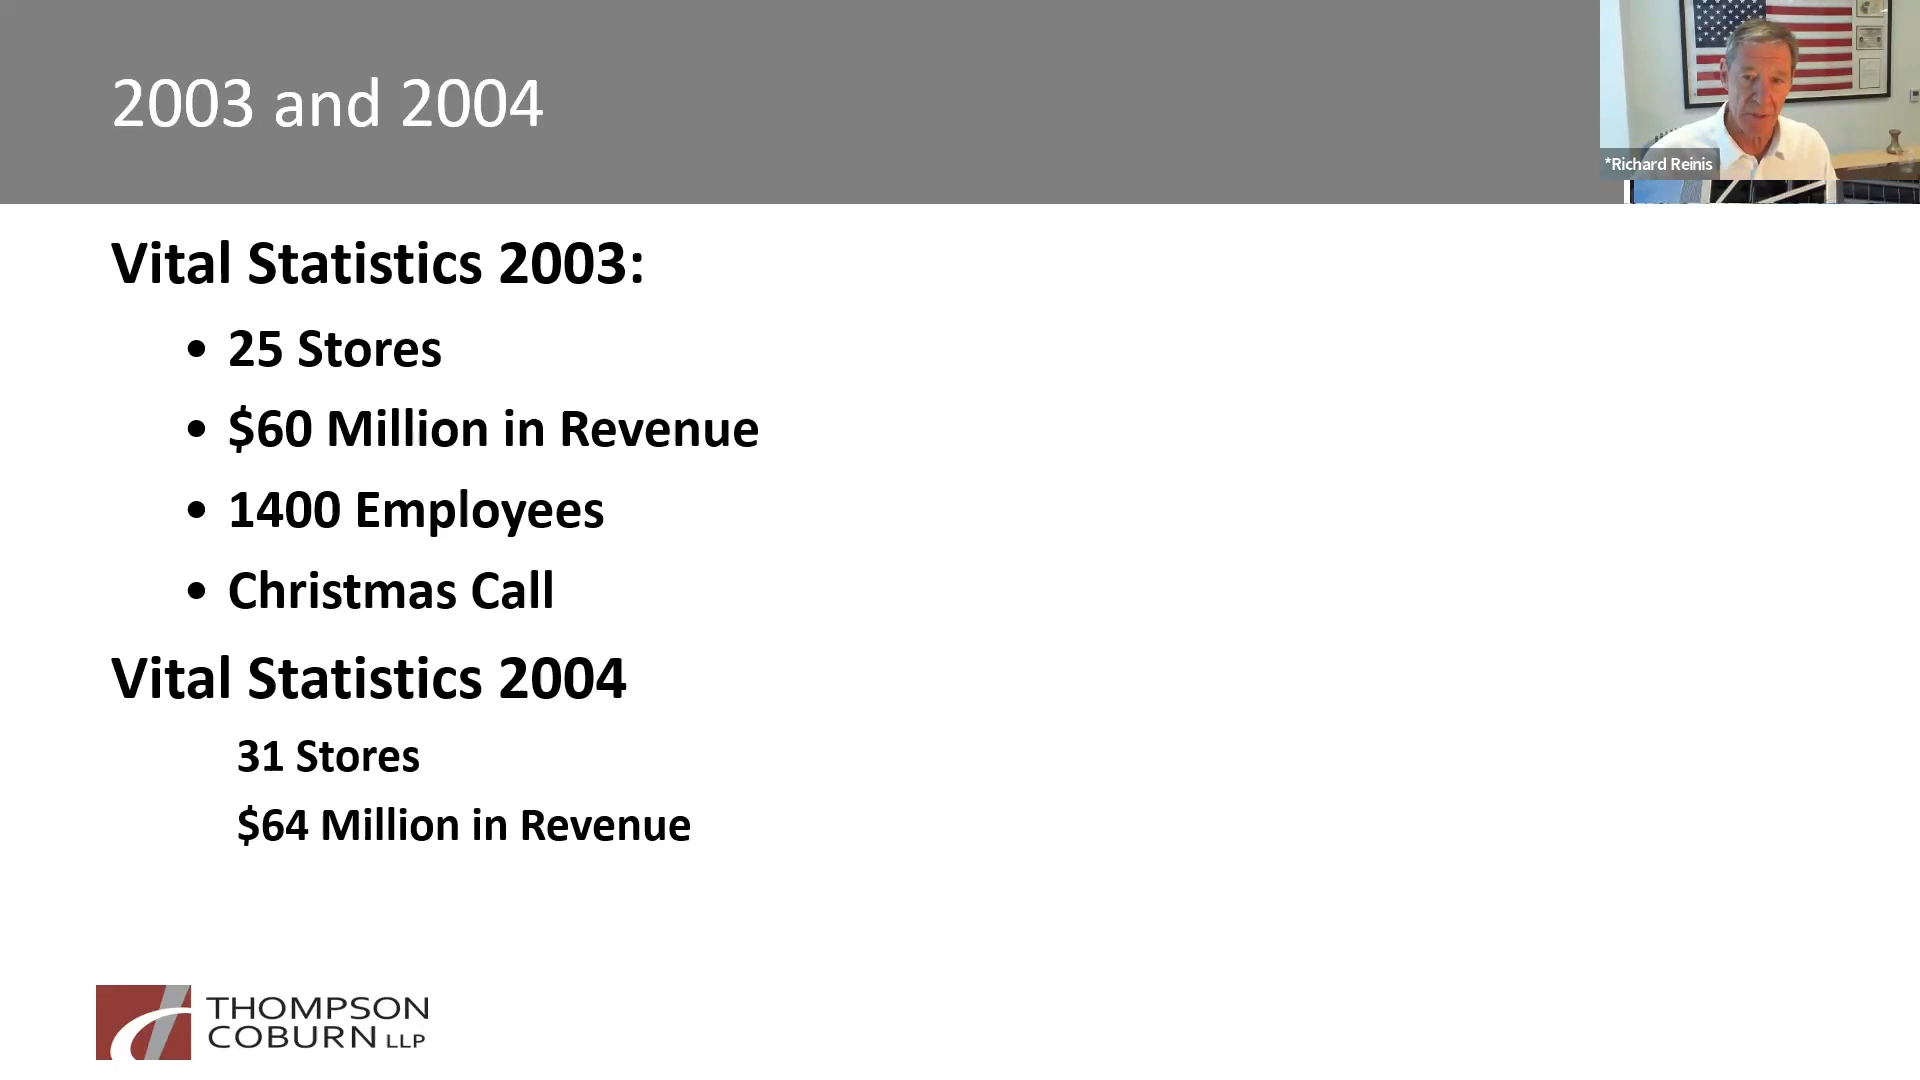 2003 and 2004
*Richard Reinis
Vital Statistics 2003:
• 25 Stores
• $60 Million in Revenue
• 1400 Employees
• Christmas Call
Vital Statistics 2004
31 Stores
$64 Million in Revenue
THOMPSON
COBURN LLP